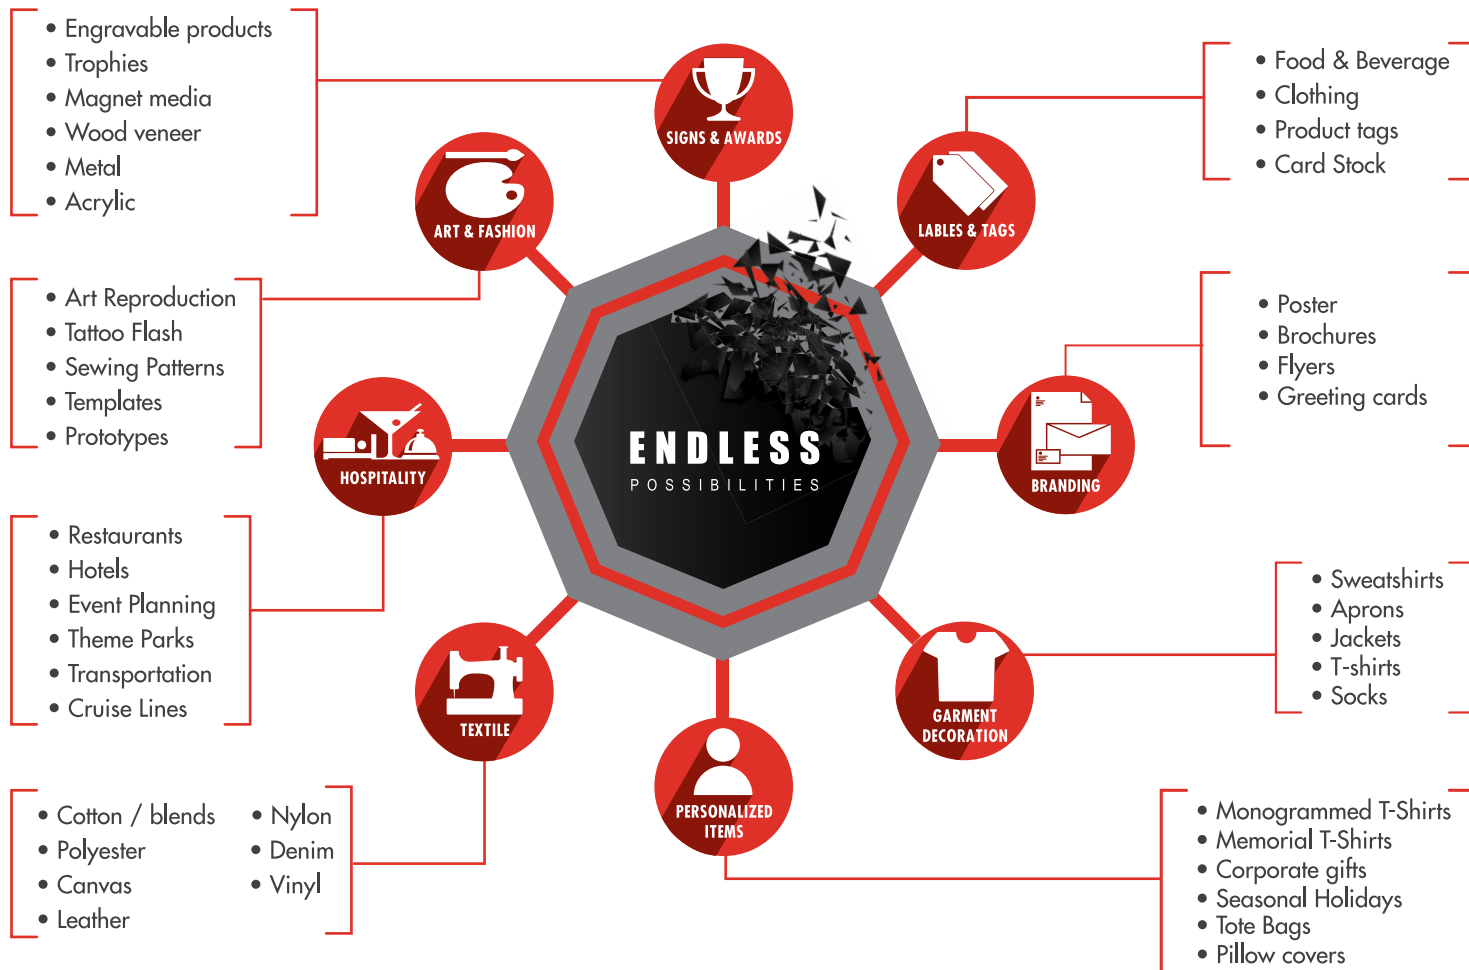 • Engravable products
• Trophies
• Magnet media
• Wood veneer
• Metal
• Acrylic
SIGNS & AWARDS
• Food & Beverage
• Clothing
• Product tags
• Card Stock
LABLES & TAGS
ART & FASHION
• Art Reproduction
• Tattoo Flash
• Sewing Patterns
• Templates
• Prototypes
• Poster
• Brochures
• Flyers
• Greeting cards
BRANDING
HOSPITALITY
ENDLESS
POSSIBILITIES
• Restaurants
• Hotels
• Event Planning
• Theme Parks
• Transportation
• Cruise Lines
• Sweatshirts
• Aprons
• Jackets
• T-shirts
• Socks
GARMENT
DECORATION
TEXTILE
• Cotton / blends
• Polyester
• Canvas
• Leather
• Nylon
• Denim
• Vinyl
PERSONALIZED
ITEMS
• Monogrammed T-Shirts
• Memorial T-Shirts
• Corporate gifts
• Seasonal Holidays
• Tote Bags
• Pillow covers